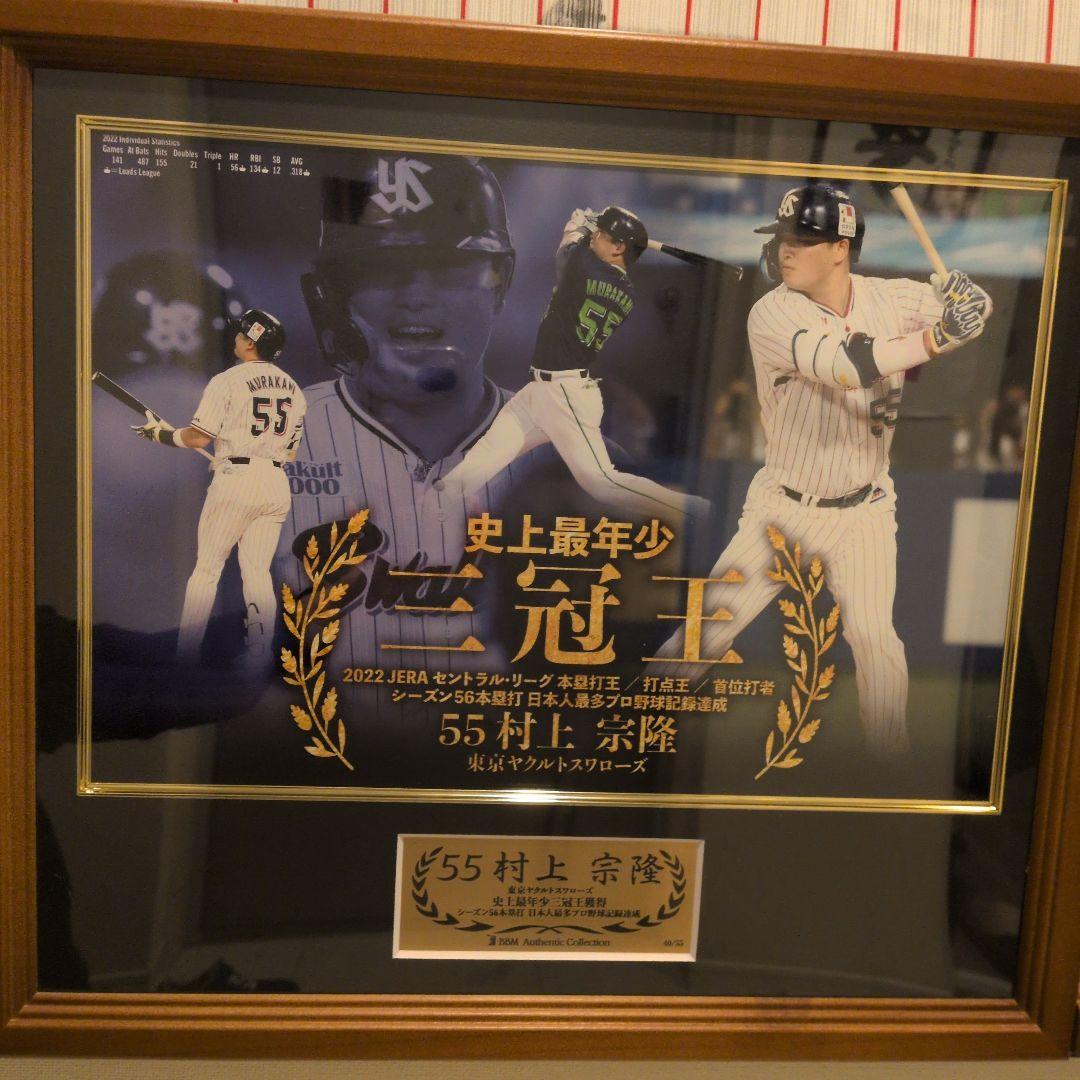 2022 Individual Statistics
Games At Bats Hits Doubles Triple HR RBI SB AVG
141 487 155 21 1 56 134 12 .318
=Leads League
YS
YS
MURAKAMI
55
MURAKAMI
55
55
akult
000
Swal
史上最年少
三冠王
2022 JERA セントラル・リーグ 本塁打王 / 打点王 / 首位打者
シーズン56本塁打 日本人最多プロ野球記録達成
55 村上 宗隆
東京ヤクルトスワローズ
55 村上 宗隆
東京ヤクルトスワローズ
史上最年少三冠王獲得
シーズン56本塁打 日本人最多プロ野球記録達成
BBM Authentic Collection 40/55